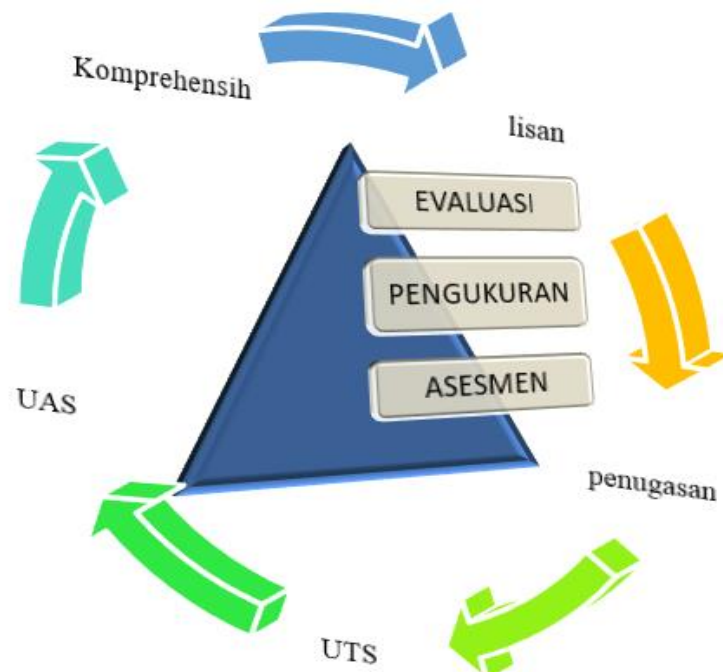 Komprehensih
lisan
EVALUASI
PENGUKURAN
ASESMEN
UAS
penugasan
UTS